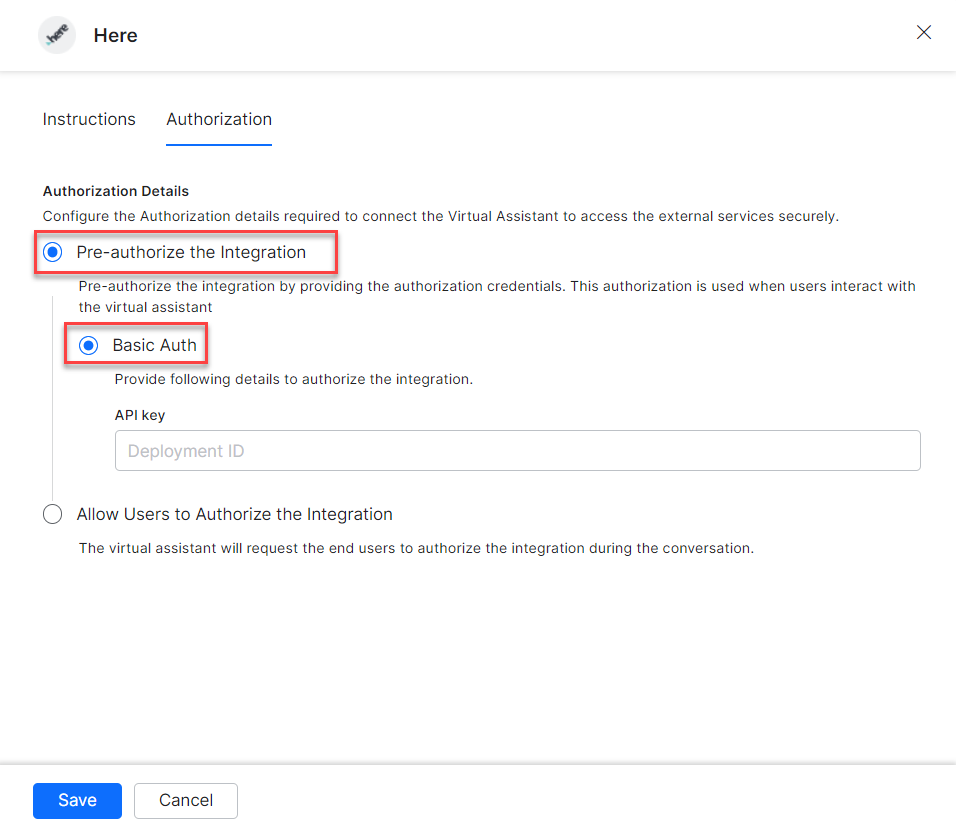 here
Here
Instructions
Authorization
Authorization Details
Configure the Authorization details required to connect the Virtual Assistant to access the external services securely.
Pre-authorize the Integration
Pre-authorize the integration by providing the authorization credentials. This authorization is used when users interact with
the virtual assistant
Basic Auth
Provide following details to authorize the integration.
API key
Deployment ID
Allow Users to Authorize the Integration
The virtual assistant will request the end users to authorize the integration during the conversation.
Save
Cancel